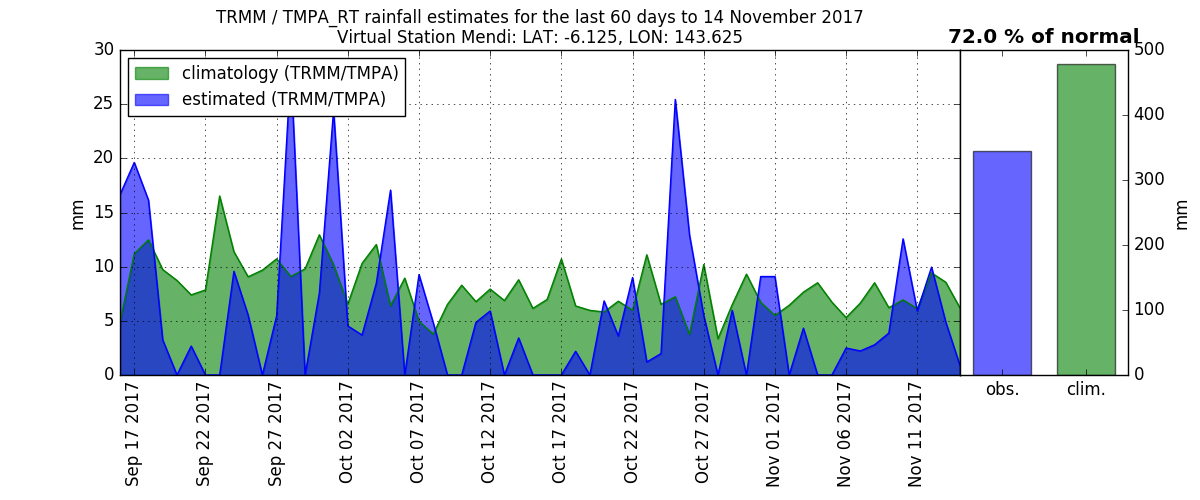 TRMM / TMPA_RT rainfall estimates for the last 60 days to 14 November 2017
Virtual Station Mendi: LAT: -6.125, LON: 143.625
72.0 % of normal
climatology (TRMM/TMPA)
estimated (TRMM/TMPA)
30
25
20
15
10
5
0
mm
Sep 17 2017
Sep 22 2017
Sep 27 2017
Oct 02 2017
Oct 07 2017
Oct 12 2017
Oct 17 2017
Oct 22 2017
Oct 27 2017
Nov 01 2017
Nov 06 2017
Nov 11 2017
500
400
300
200
100
0
mm
obs.
clim.